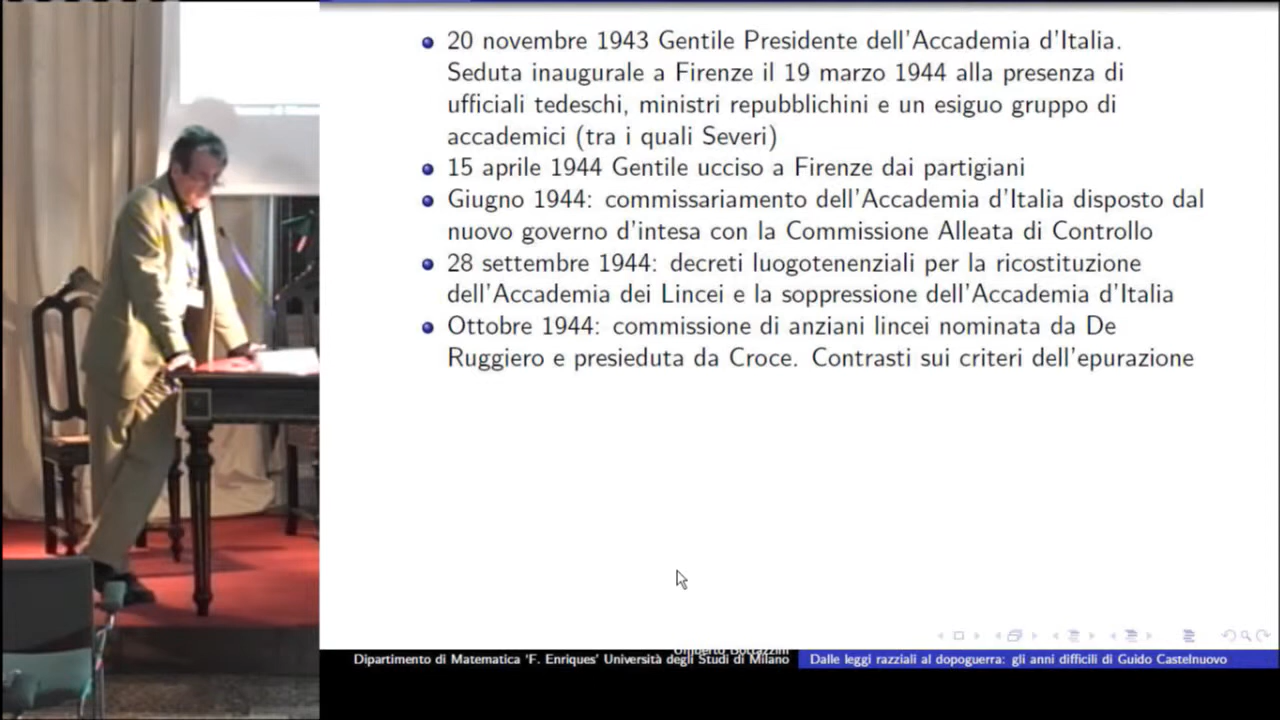 20 novembre 1943 Gentile Presidente dell'Accademia d'Italia.
Seduta inaugurale a Firenze il 19 marzo 1944 alla presenza di
ufficiali tedeschi, ministri repubblichini e un esiguo gruppo di
accademici (tra i quali Severi)
15 aprile 1944 Gentile ucciso a Firenze dai partigiani
Giugno 1944: commissariamento dell'Accademia d'Italia disposto dal
nuovo governo d'intesa con la Commissione Alleata di Controllo
28 settembre 1944: decreti luogotenenziali per la ricostituzione
dell'Accademia dei Lincei e la soppressione dell'Accademia d'Italia
Ottobre 1944: commissione di anziani lincei nominata da De
Ruggiero e presieduta da Croce. Contrasti sui criteri dell'epurazione
Umberto Bottazzini
Dipartimento di Matematica 'F. Enriques' Università degli Studi di Milano
Dalle leggi razziali al dopoguerra: gli anni difficili di Guido Castelnuovo